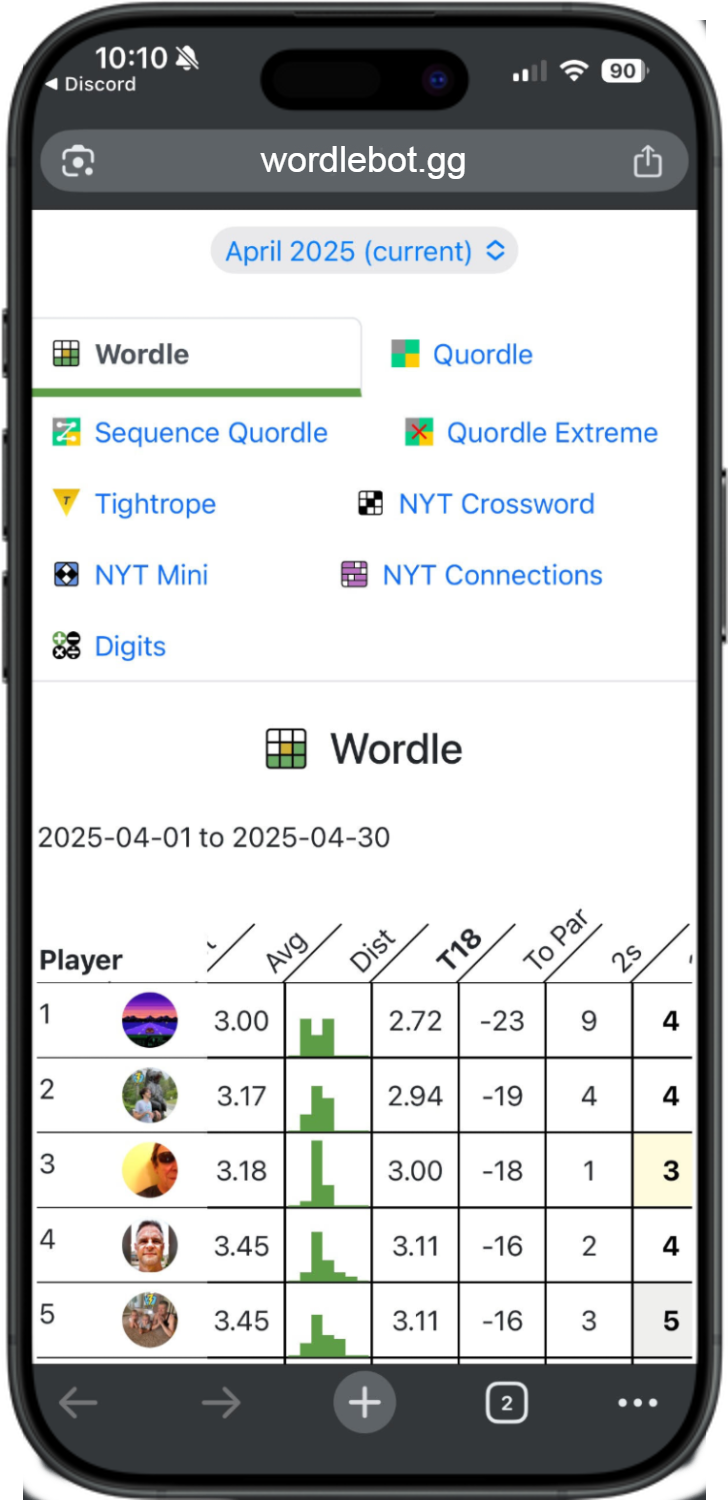 10:10
◀ Discord
90
wordlebot.gg
April 2025 (current)
Wordle
Quordle
Sequence Quordle
Quordle Extreme
Tightrope
NYT Crossword
NYT Mini
NYT Connections
Digits
Wordle
2025-04-01 to 2025-04-30
Player Avg Dist T18 To Par 2s
1 3.00 2.72 -23 9 4
2 3.17 2.94 -19 4 4
3 3.18 3.00 -18 1 3
4 3.45 3.11 -16 2 4
5 3.45 3.11 -16 3 5
2